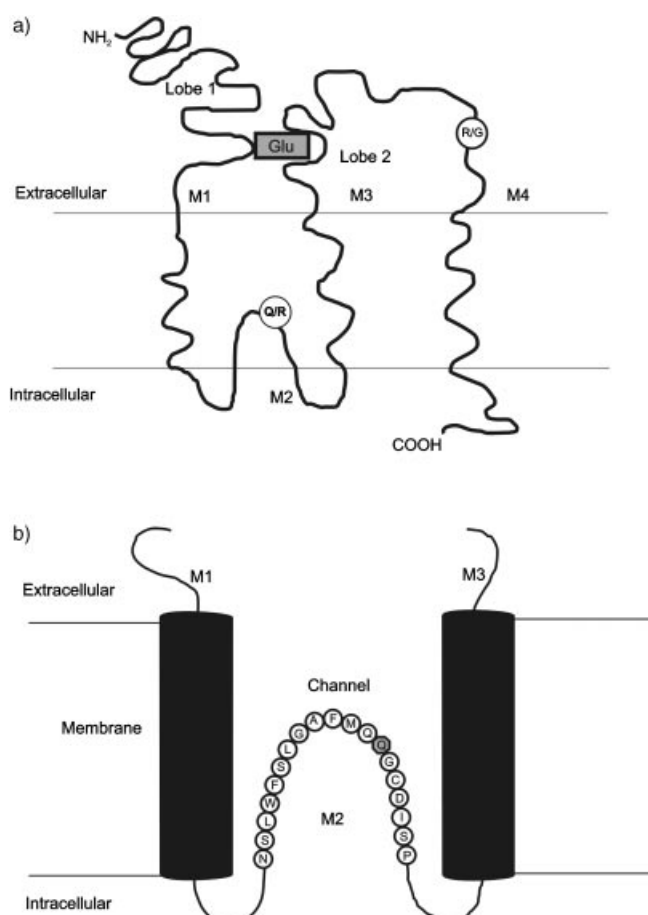 a)
NH2
Lobe 1
Glu
Lobe 2
R/G
Extracellular
M1
M3
M4
Q/R
Intracellular
M2
COOH
b)
M1
M3
Extracellular
Channel
Membrane
N S L W F S L G A F M Q Q G C D I S P
M2
Intracellular